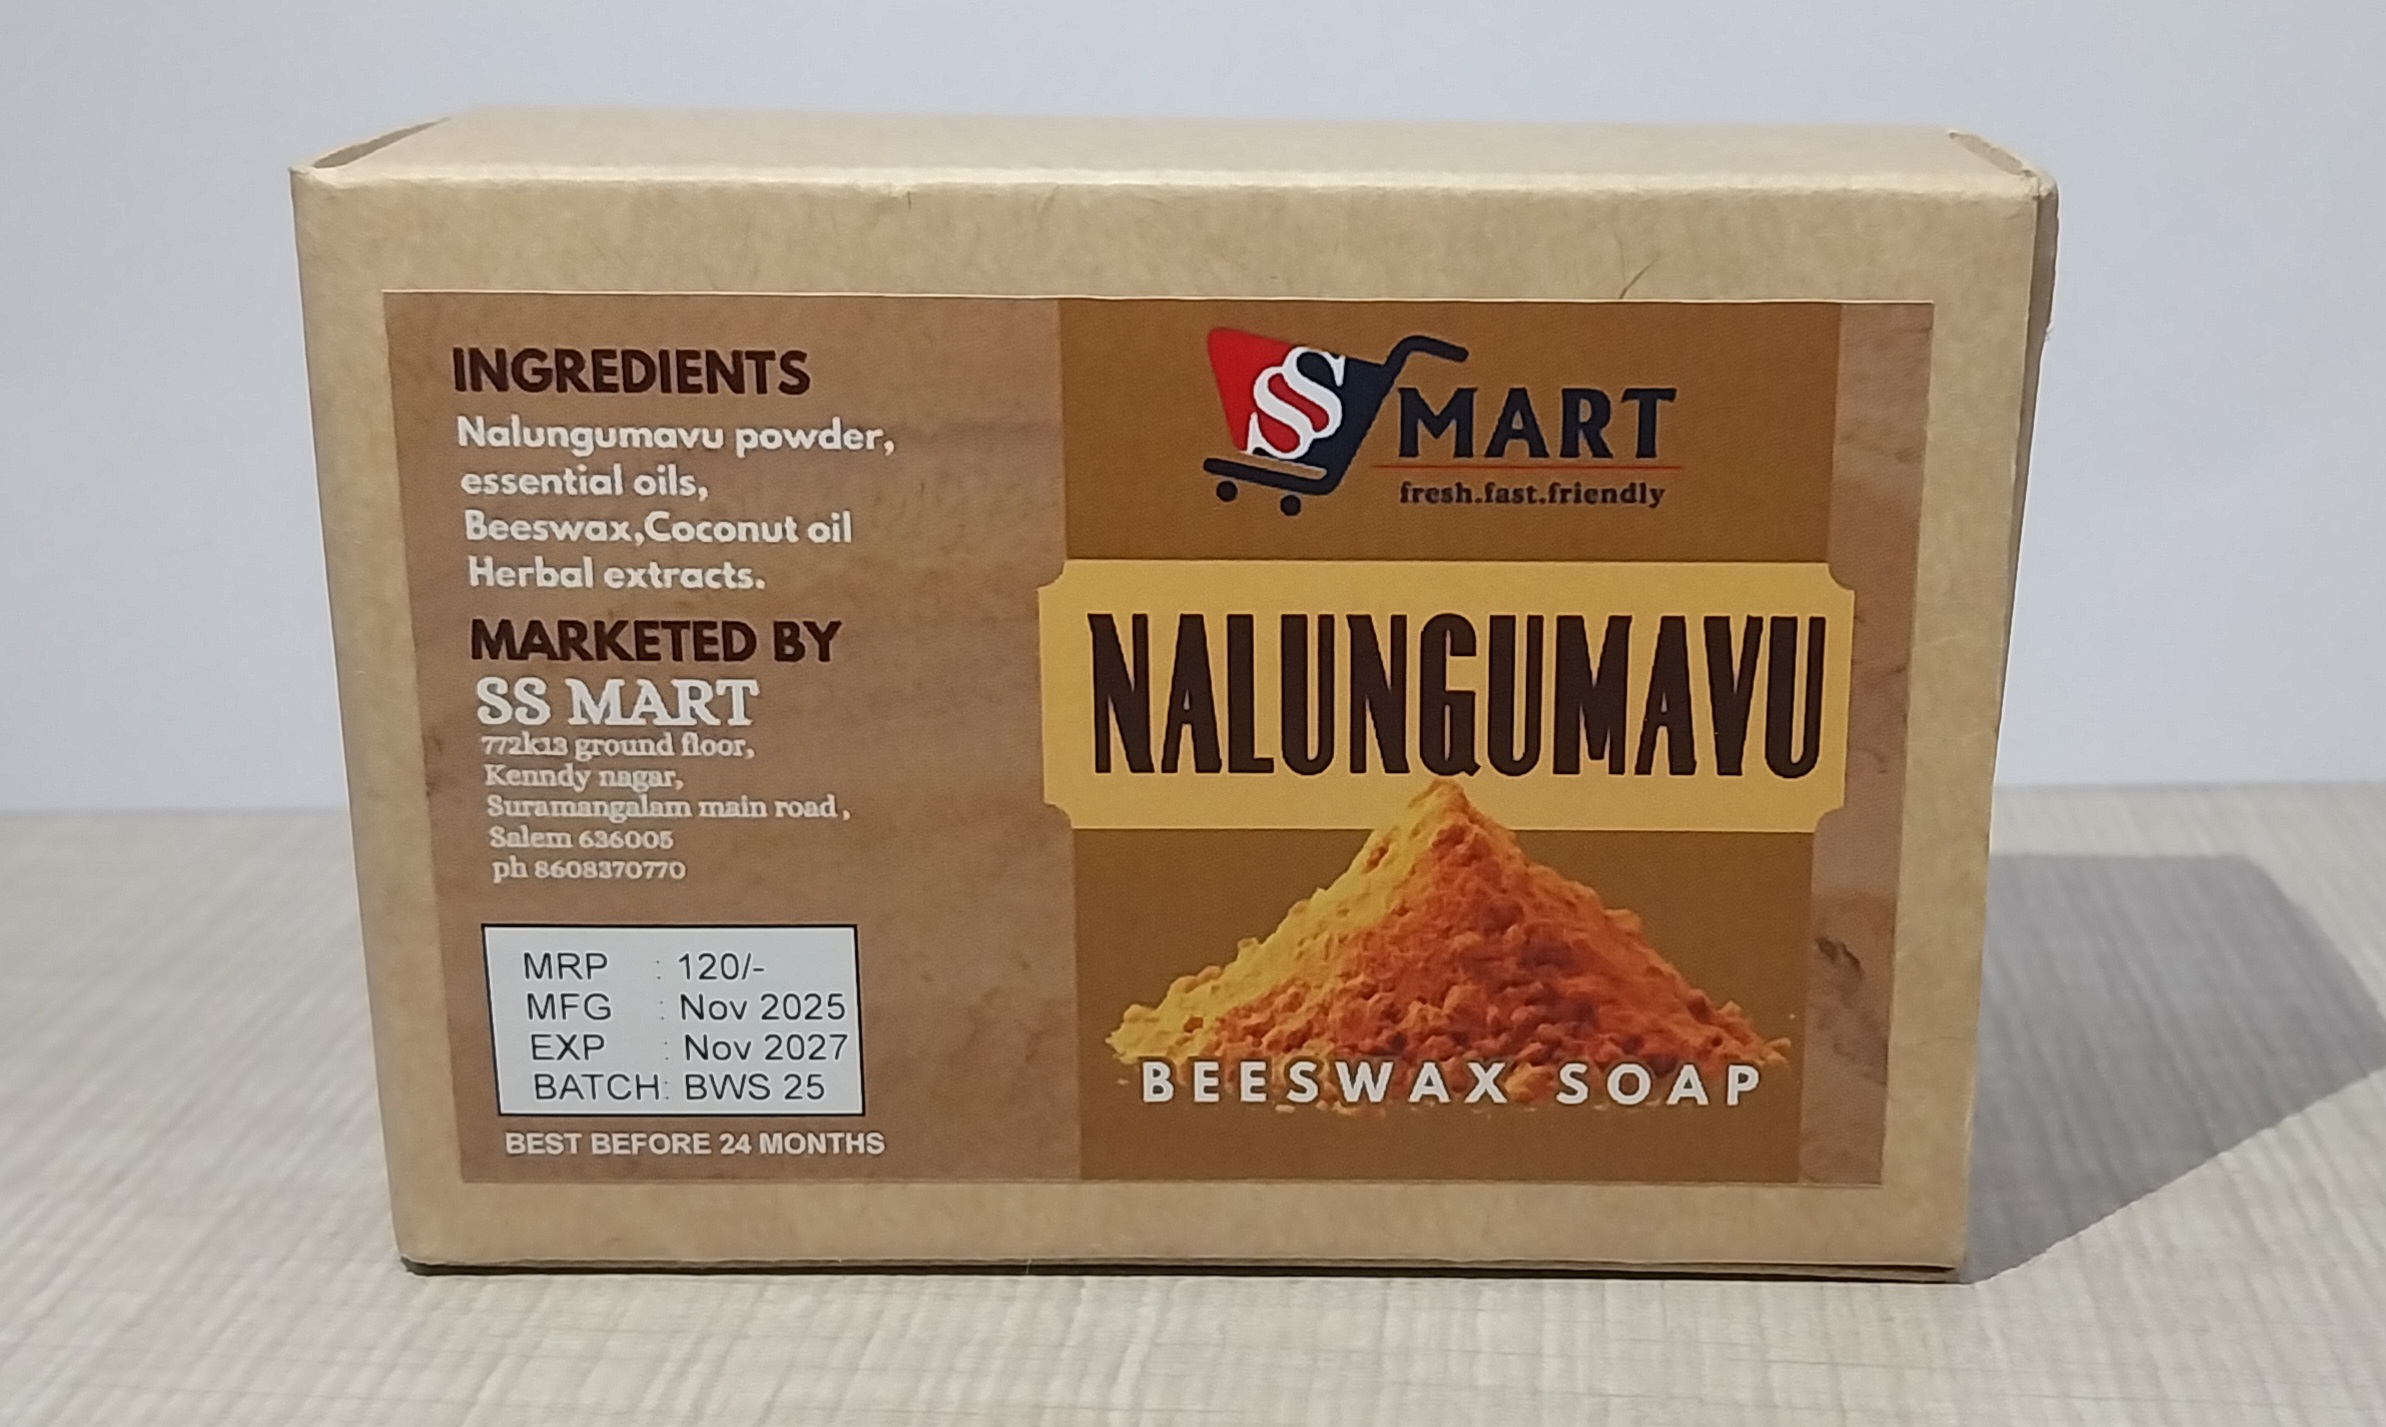 INGREDIENTS
Nalungumavu powder,
essential oils,
Beeswax,Coconut oil
Herbal extracts.
MARKETED BY
SS MART
772k13 ground floor,
Kenndy nagar,
Suramangalam main road ,
Salem 636005
ph 8608370770
MRP : 120/-
MFG : Nov 2025
EXP : Nov 2027
BATCH: BWS 25
BEST BEFORE 24 MONTHS
SS MART
fresh.fast.friendly
NALUNGUMAVU
BEESWAX SOAP